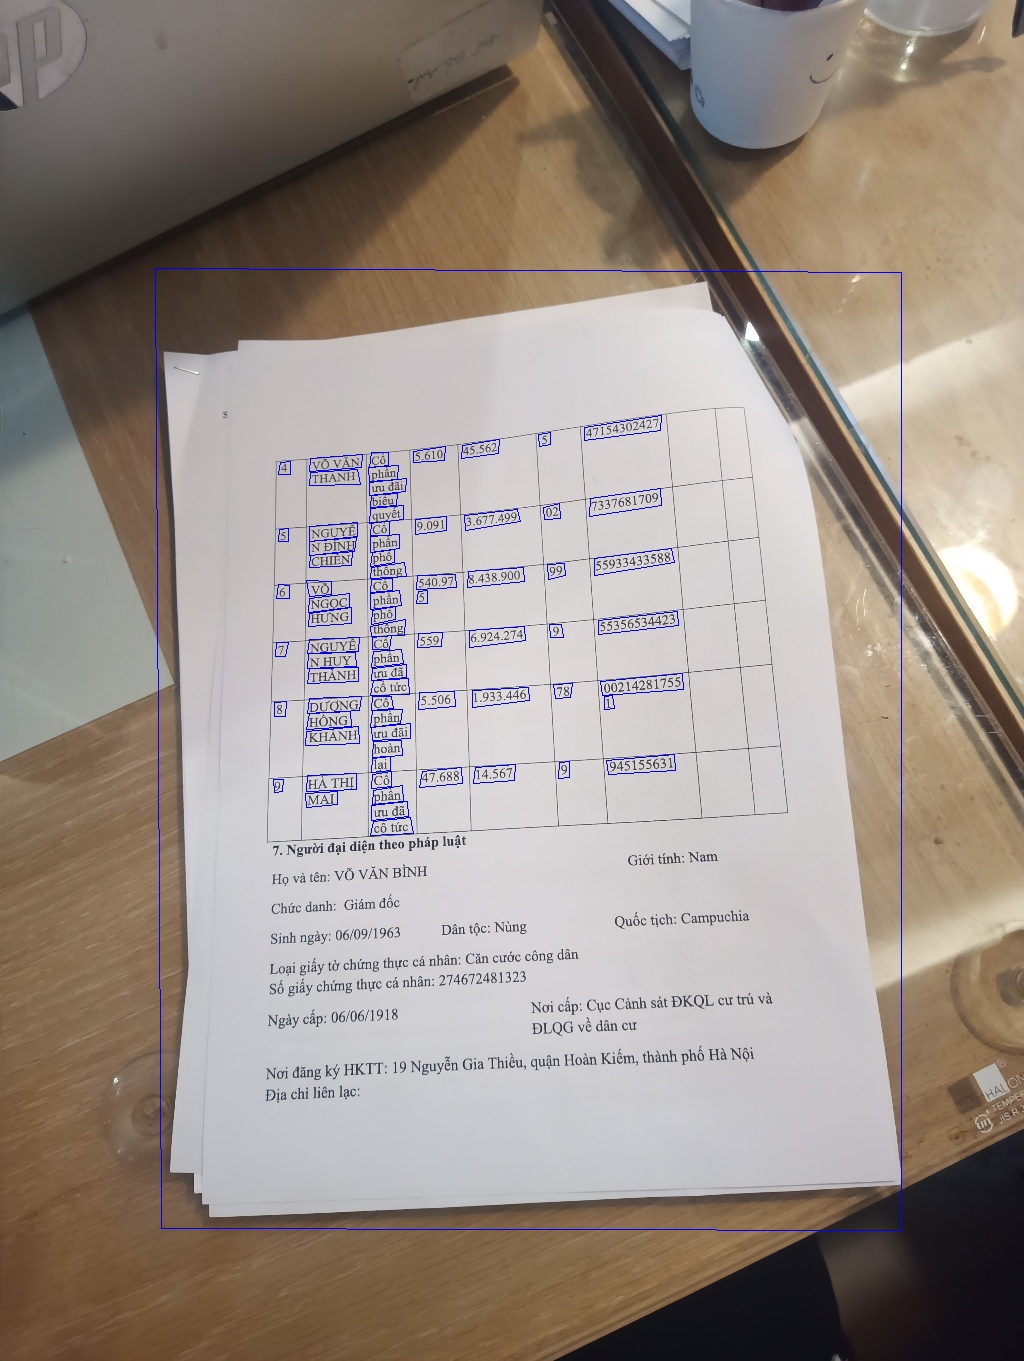 hp
s
4 VÕ VĂN THANH Cổ phần ưu đãi biểu quyết 5.610 45.562 5 47154302427
5 NGUYỄN ĐÌNH CHIẾN Cổ phần phổ thông 9.091 3.677.499 02 7337681709
6 VÕ NGỌC HƯNG Cổ phần phổ thông 540.975 8.438.900 99 55933433588
7 NGUYỄN HUY THÀNH Cổ phần ưu đã cổ tức 559 6.924.274 9 55356534423
8 DƯƠNG HỒNG KHANH Cổ phần ưu đãi hoàn lại 5.506 1.933.446 78 002142817551
9 HÀ THỊ MAI Cổ phần ưu đã cổ tức 47.688 14.567 9 945155631
7. Người đại diện theo pháp luật
Họ và tên: VÕ VĂN BÌNH Giới tính: Nam
Chức danh: Giám đốc
Sinh ngày: 06/09/1963 Dân tộc: Nùng Quốc tịch: Campuchia
Loại giấy tờ chứng thực cá nhân: Căn cước công dân
Số giấy chứng thực cá nhân: 274672481323
Ngày cấp: 06/06/1918 Nơi cấp: Cục Cảnh sát ĐKQL cư trú và
ĐLQG về dân cư
Nơi đăng ký HKTT: 19 Nguyễn Gia Thiều, quận Hoàn Kiếm, thành phố Hà Nội
Địa chỉ liên lạc: